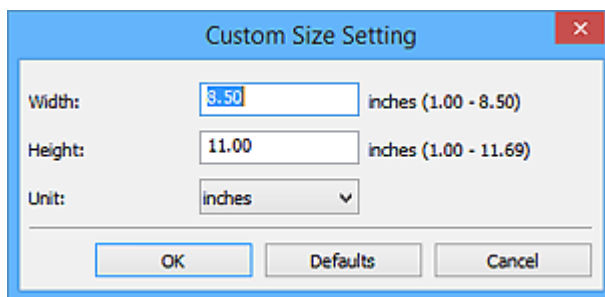 Custom Size Setting
Width: 8.50 inches (1.00 - 8.50)
Height: 11.00 inches (1.00 - 11.69)
Unit: inches
OK Defaults Cancel